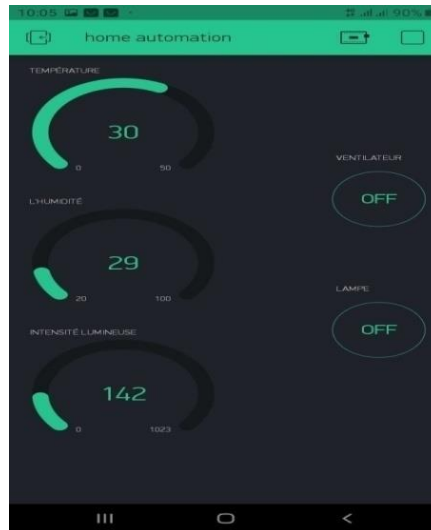 10:05
90%
home automation
TEMPÉRATURE
30
0 50
VENTILATEUR
OFF
L'HUMIDITÉ
29
20 100
LAMPE
OFF
INTENSITÉ LUMINEUSE
142
0 1023